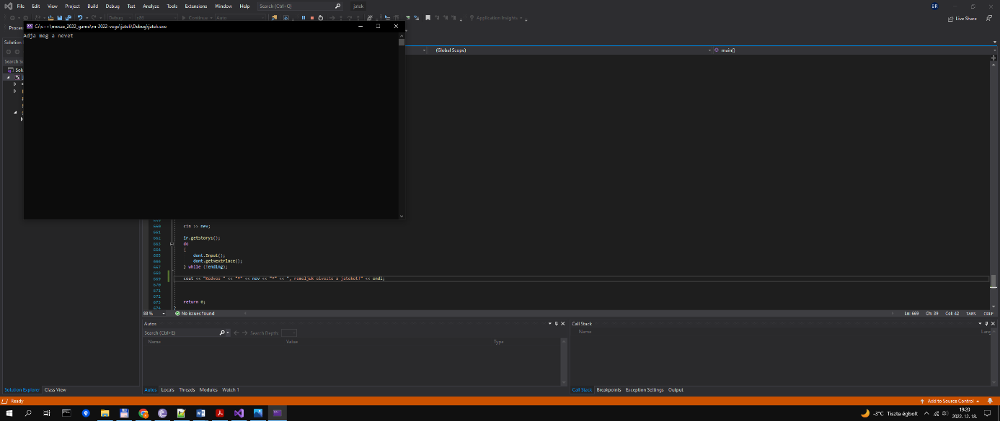 File Edit View Project Build Debug Test Analyze Tools Extensions Window Help Search (Ctrl+Q) jatek BR
Debug x86 Continue Auto Application Insights Live Share
Proces
C:\c++\mosze_2022_game\m-2022-vege\jatek\Debug\jatek.exe
Adja meg a nevet
Solution
Search So
Solu
(Global Scope) main()
660 cin >> nev;
661
662 ir.getstory1();
663 do
664 {
665 dont.Input();
666 dont.getNextPlace();
667 } while (!ending);
668
669 cout << "Kedves " << "*" << nev << "*" << ", remeljuk elvezte a jatekot!" << endl;
670
671
672
673 return 0;
674 }
88 % No issues found Ln: 669 Ch: 39 Col: 42 TABS CRLF
Autos
Search (Ctrl+E) Search Depth:
Name Value Type
Call Stack
Name Lang
Solution Explorer Class View
Autos Locals Threads Modules Watch 1
Call Stack Breakpoints Exception Settings Output
Ready Add to Source Control
-3°C Tiszta égbolt 19:20
2022. 12. 18.